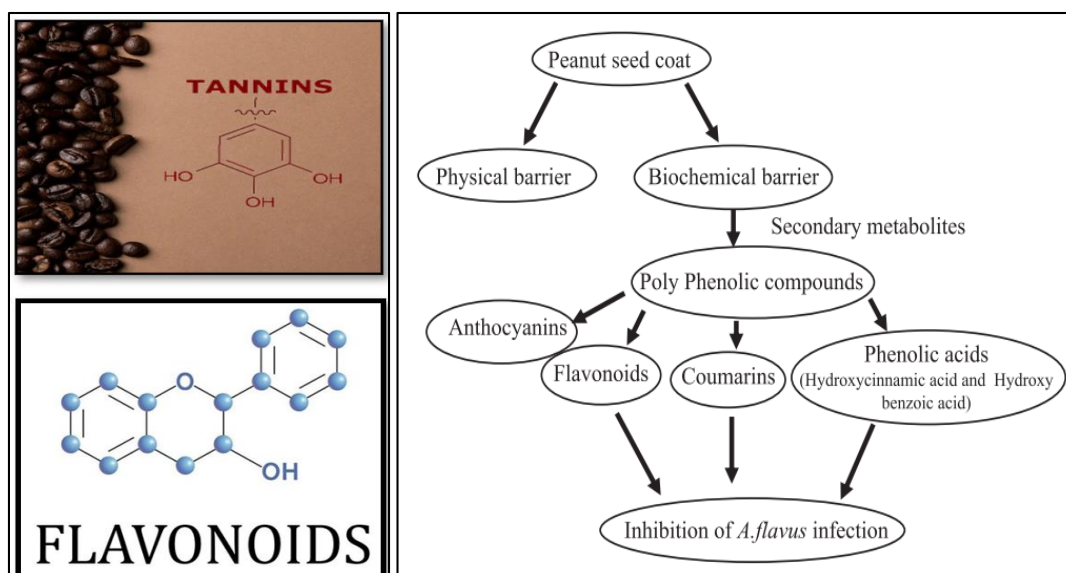 TANNINS
HO
OH
OH
O
OH
FLAVONOIDS
Peanut seed coat
Physical barrier
Biochemical barrier
Secondary metabolites
Poly Phenolic compounds
Anthocyanins
Flavonoids
Coumarins
Phenolic acids
(Hydroxycinnamic acid and Hydroxy
benzoic acid)
Inhibition of A.flavus infection